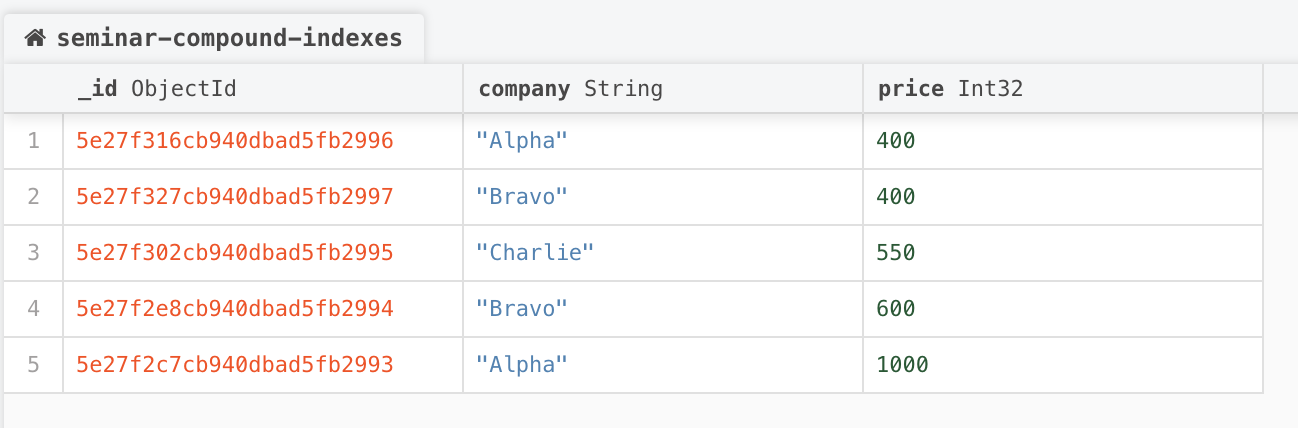 seminar-compound-indexes
_id ObjectId company String price Int32
1 5e27f316cb940dbad5fb2996 "Alpha" 400
2 5e27f327cb940dbad5fb2997 "Bravo" 400
3 5e27f302cb940dbad5fb2995 "Charlie" 550
4 5e27f2e8cb940dbad5fb2994 "Bravo" 600
5 5e27f2c7cb940dbad5fb2993 "Alpha" 1000